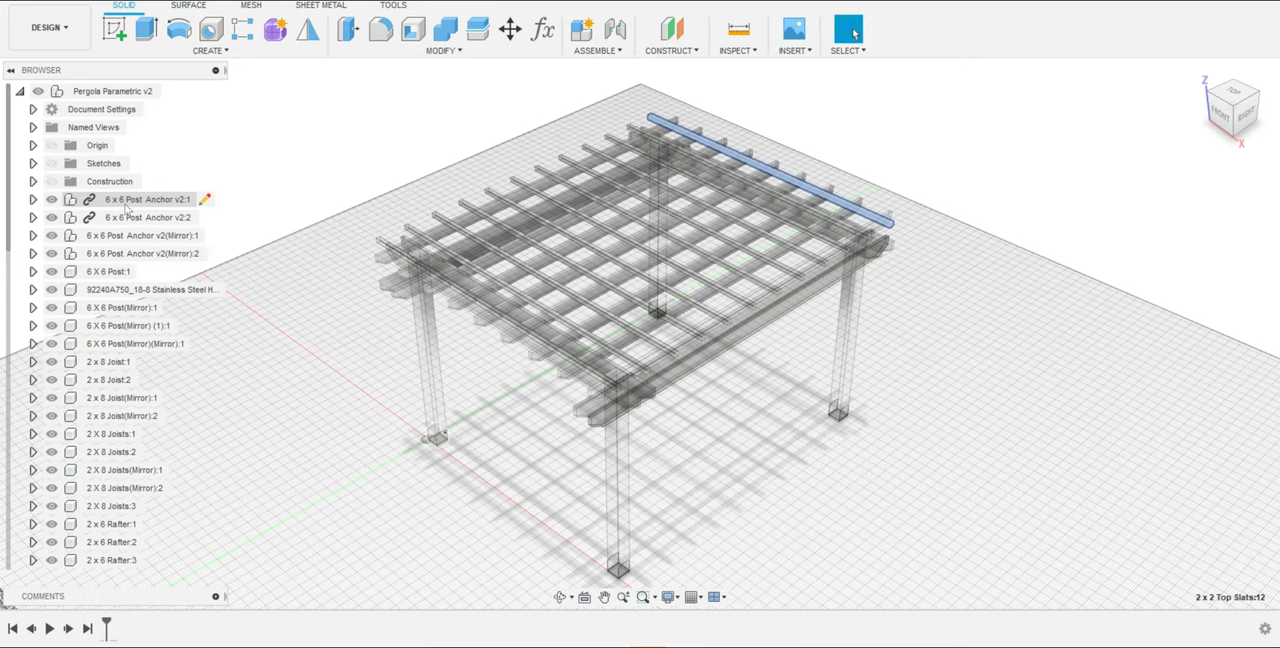 SOLID SURFACE MESH SHEET METAL TOOLS
DESIGN
CREATE MODIFY ASSEMBLE CONSTRUCT INSPECT INSERT SELECT
BROWSER
Pergola Parametric v2
Document Settings
Named Views
Origin
Sketches
Construction
6 x 6 Post Anchor v2:1
6 x 6 Post Anchor v2:2
6 x 6 Post Anchor v2(Mirror):1
6 x 6 Post Anchor v2(Mirror):2
6 X 6 Post:1
92240A750_18-8 Stainless Steel H...
6 X 6 Post(Mirror):1
6 X 6 Post(Mirror) (1):1
6 X 6 Post(Mirror)(Mirror):1
2 x 8 Joist:1
2 x 8 Joist:2
2 x 8 Joist(Mirror):1
2 x 8 Joist(Mirror):2
2 X 8 Joists:1
2 X 8 Joists:2
2 X 8 Joists(Mirror):1
2 X 8 Joists(Mirror):2
2 X 8 Joists:3
2 x 6 Rafter:1
2 x 6 Rafter:2
2 x 6 Rafter:3
COMMENTS
fx
Z
TOP
FRONT
RIGHT
X
2 x 2 Top Slats:12